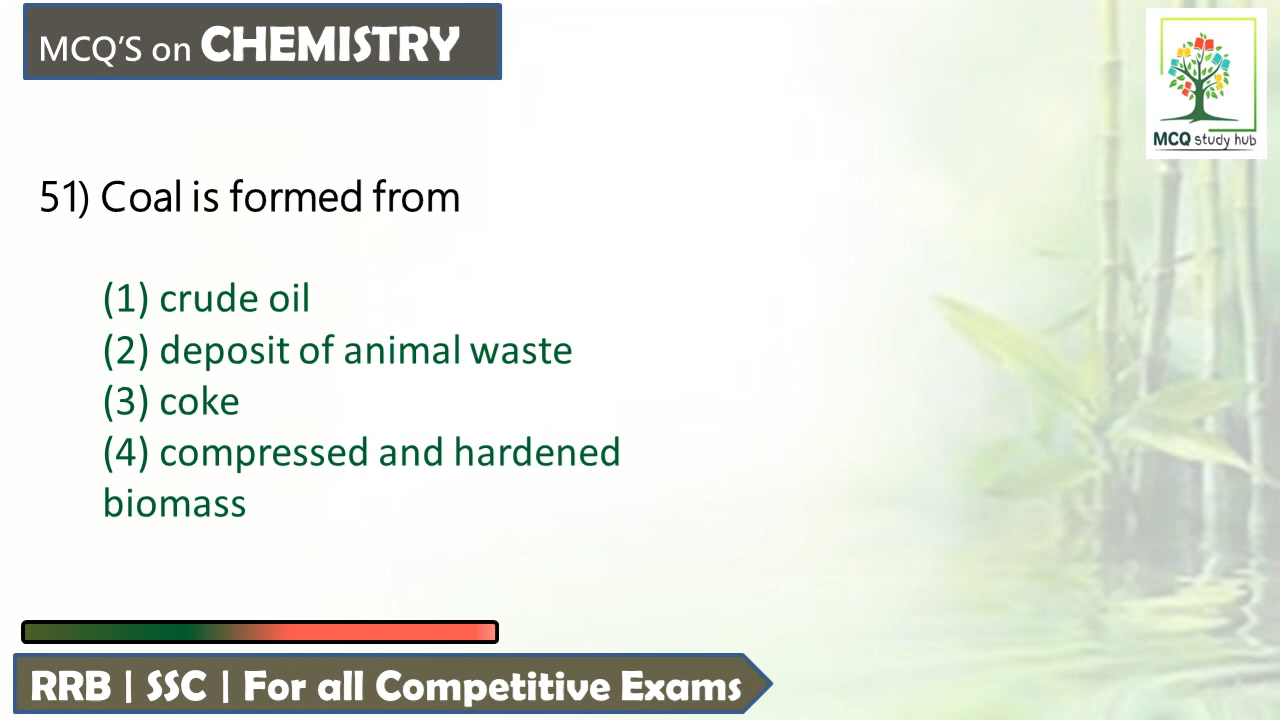 MCQ'S on CHEMISTRY
MCQ study hub
51) Coal is formed from
(1) crude oil
(2) deposit of animal waste
(3) coke
(4) compressed and hardened
biomass
RRB | SSC | For all Competitive Exams